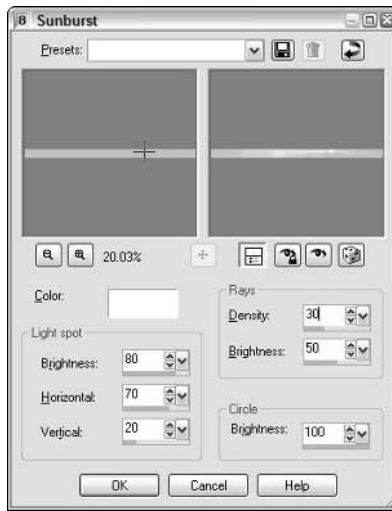 8 Sunburst
Presets:
20.03%
Color:
Light spot
Brightness: 80
Horizontal: 70
Vertical: 20
Rays
Density: 30
Brightness: 50
Circle
Brightness: 100
OK Cancel Help